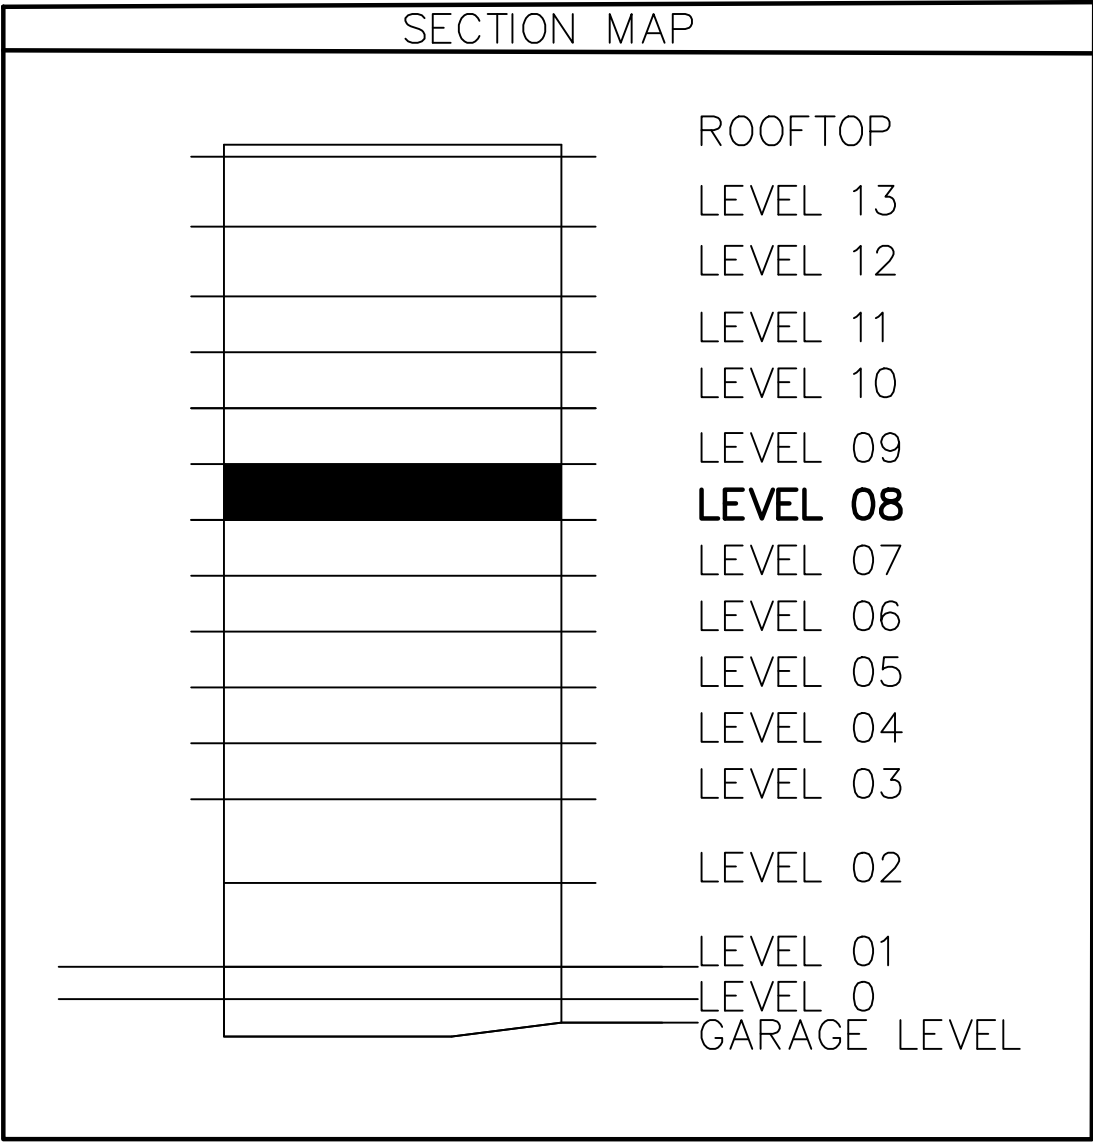 SECTION MAP
ROOFTOP
LEVEL 13
LEVEL 12
LEVEL 11
LEVEL 10
LEVEL 09
LEVEL 08
LEVEL 07
LEVEL 06
LEVEL 05
LEVEL 04
LEVEL 03
LEVEL 02
LEVEL 01
LEVEL 0
GARAGE LEVEL